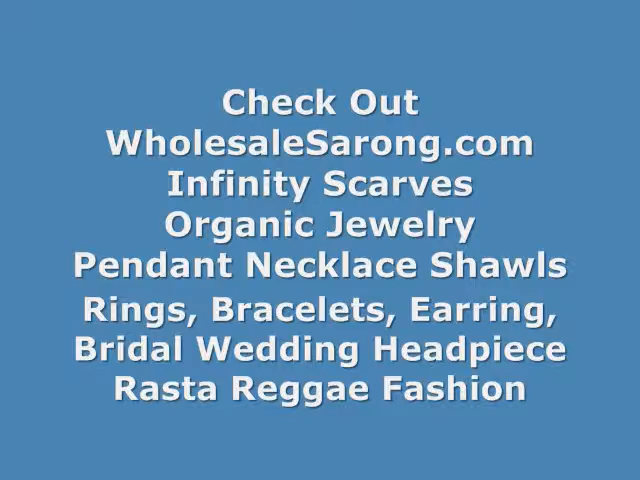 Check Out
WholesaleSarong.com
Infinity Scarves
Organic Jewelry
Pendant Necklace Shawls
Rings, Bracelets, Earring,
Bridal Wedding Headpiece
Rasta Reggae Fashion